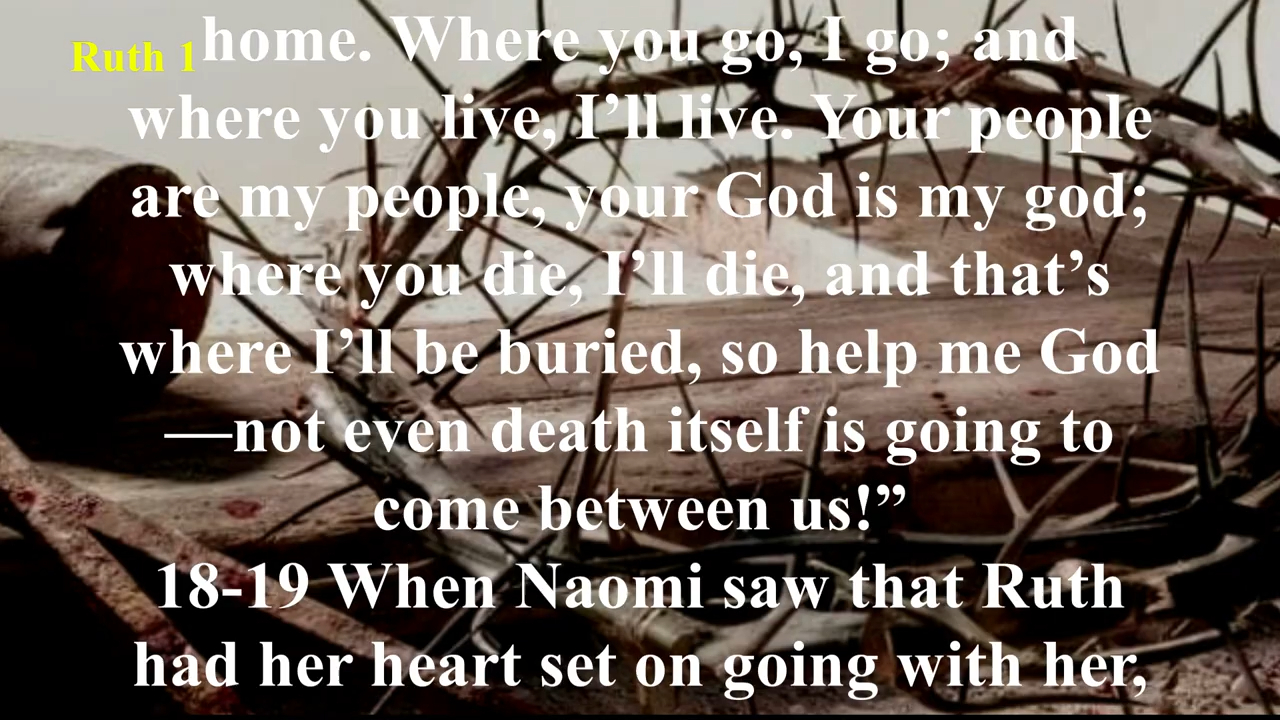 Ruth 1
home. Where you go, I go; and
where you live, I’ll live. Your people
are my people, your God is my god;
where you die, I’ll die, and that’s
where I’ll be buried, so help me God
—not even death itself is going to
come between us!”
18-19 When Naomi saw that Ruth
had her heart set on going with her,